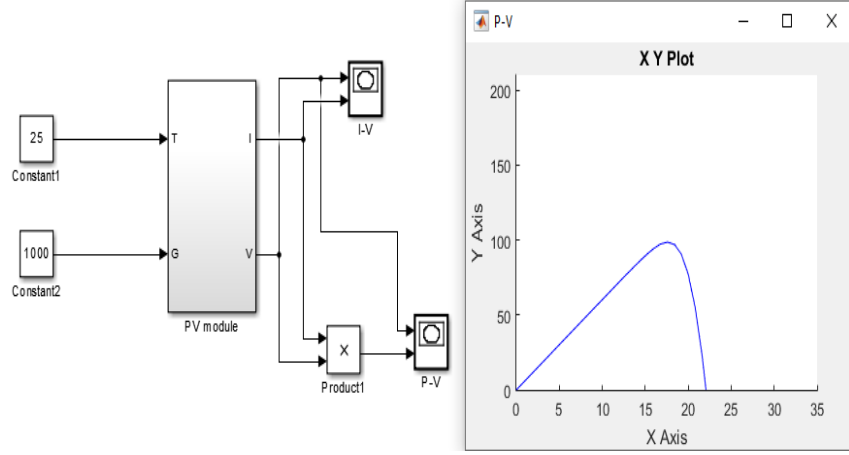 25
Constant1
1000
Constant2
T
I
G
V
PV module
I-V
X
Product1
P-V
P-V
X Y Plot
Y Axis
200
150
100
50
0
0 5 10 15 20 25 30 35
X Axis